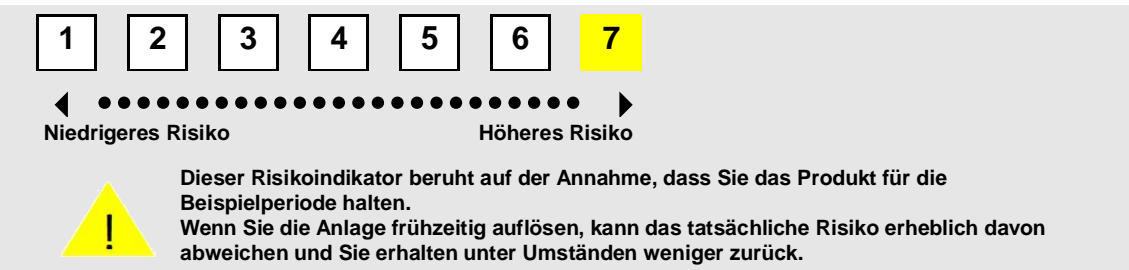 1 2 3 4 5 6 7
Niedrigeres Risiko Höheres Risiko
Dieser Risikoindikator beruht auf der Annahme, dass Sie das Produkt für die
Beispielperiode halten.
Wenn Sie die Anlage frühzeitig auflösen, kann das tatsächliche Risiko erheblich davon
abweichen und Sie erhalten unter Umständen weniger zurück.
!